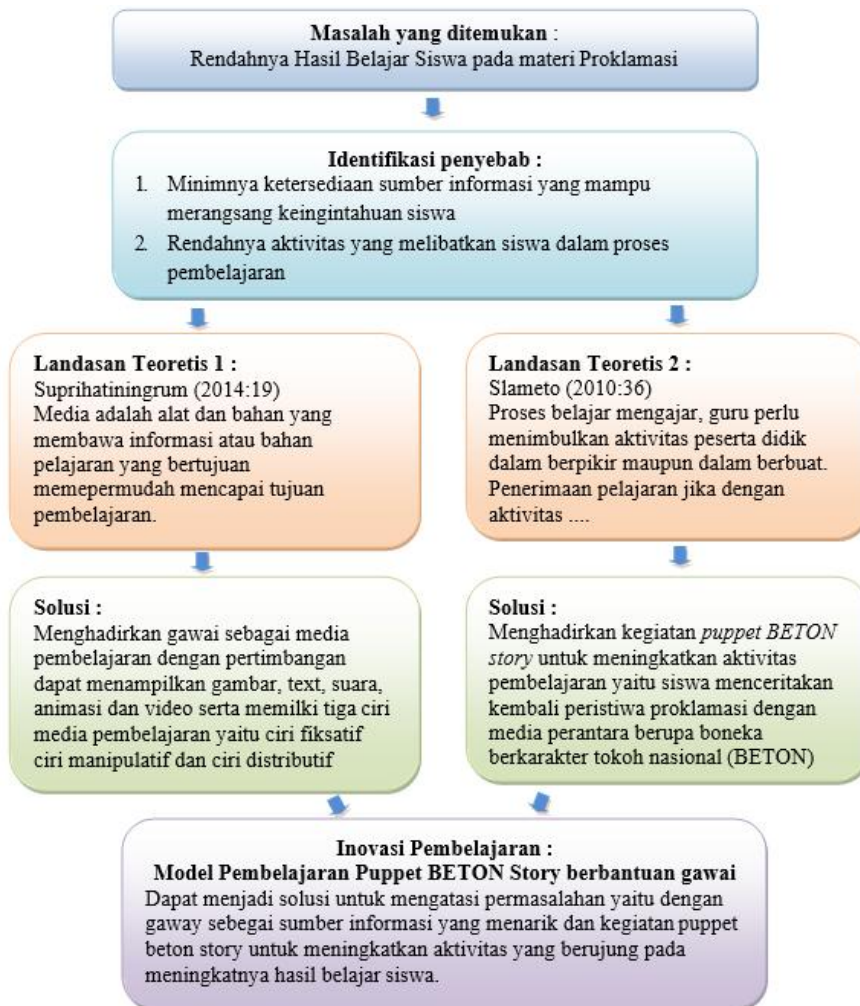 Masalah yang ditemukan :
Rendahnya Hasil Belajar Siswa pada materi Proklamasi
Identifikasi penyebab :
1. Minimnya ketersediaan sumber informasi yang mampu
merangsang keingintahuan siswa
2. Rendahnya aktivitas yang melibatkan siswa dalam proses
pembelajaran
Landasan Teoretis 1 :
Suprihatiningrum (2014:19)
Media adalah alat dan bahan yang
membawa informasi atau bahan
pelajaran yang bertujuan
memepermudah mencapai tujuan
pembelajaran.
Landasan Teoretis 2 :
Slameto (2010:36)
Proses belajar mengajar, guru perlu
menimbulkan aktivitas peserta didik
dalam berpikir maupun dalam berbuat.
Penerimaan pelajaran jika dengan
aktivitas ....
Solusi :
Menghadirkan gawai sebagai media
pembelajaran dengan pertimbangan
dapat menampilkan gambar, text, suara,
animasi dan video serta memilki tiga ciri
media pembelajaran yaitu ciri fiksatif
ciri manipulatif dan ciri distributif
Solusi :
Menghadirkan kegiatan puppet BETON
story untuk meningkatkan aktivitas
pembelajaran yaitu siswa menceritakan
kembali peristiwa proklamasi dengan
media perantara berupa boneka
berkarakter tokoh nasional (BETON)
Inovasi Pembelajaran :
Model Pembelajaran Puppet BETON Story berbantuan gawai
Dapat menjadi solusi untuk mengatasi permasalahan yaitu dengan
gaway sebegai sumber informasi yang menarik dan kegiatan puppet
beton story untuk meningkatkan aktivitas yang berujung pada
meningkatnya hasil belajar siswa.